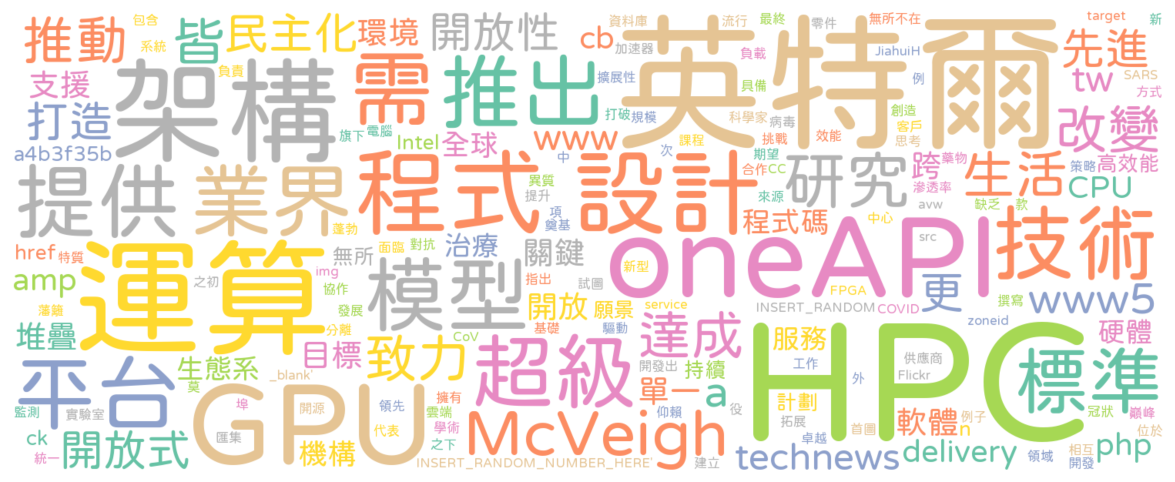 推動
皆
民主化
包含
系統
環境
開放性
資料庫
cb
加速器
流行
最終
零件
無所不在
target
新
支援
負責
架構
需
推出
擴展性
英特爾
負載
具備
JiahuiH
例
先進
SARS
方式
tw
打造
a4b3f35b
旗下
電腦
Intel
全球
打破
規模
www
科學家
病毒
創造
客戶
思考
改變
中
次
課程
挑戰
效能
提供
業界
程式設計
異質
提升
期望
合作
CC
研究
跨
藥物
滲透率
生活
策略
高效能
CPU
蓬勃
項
奠基
來源
程式碼
avw
缺乏
款
href
特質
運算
無所
面臨
對抗
治療
關鍵
oneAPI
中心
src
技術
amp
之初
img
協作
模型
指出
試圖
新型
FPGA
更
撰寫
www5
藩籬
發展
開放
願景
service
INSERT_RANDOM
COVID
zoneid
堆疊
分離
CoV
基礎
驅動
達成
服務
HPC
硬體
平台
生態系
莫
目標
致力
超級
開發出
持續
工作
供應商
標準
_blank'
單一
a
外
Flickr
監測
實驗室
埠
GPU
開源
領先
擁有
雲端
McVeigh
仰賴
役
計劃
拓展
軟體
例子
n
冠狀
巔峰
位於
ck
統一
開放式
匯集
機構
代表
學術
之下
INSERT_RANDOM_NUMBER_HERE'
建立
卓越
首圖
technews
delivery
領域
相互
開發
php